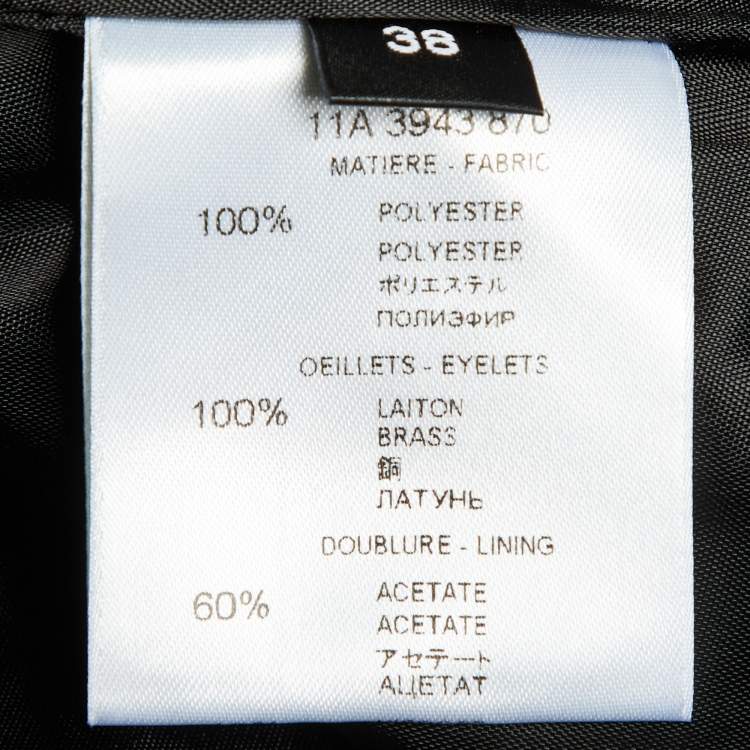 38
11A 3943 870
MATIERE - FABRIC
100% POLYESTER
POLYESTER
ポリエステル
ПОЛИЭФИР
OEILLETS - EYELETS
100% LAITON
BRASS
銅
ЛАТУНЬ
DOUBLURE - LINING
60% ACETATE
ACETATE
アセテート
АЦЕТАТ